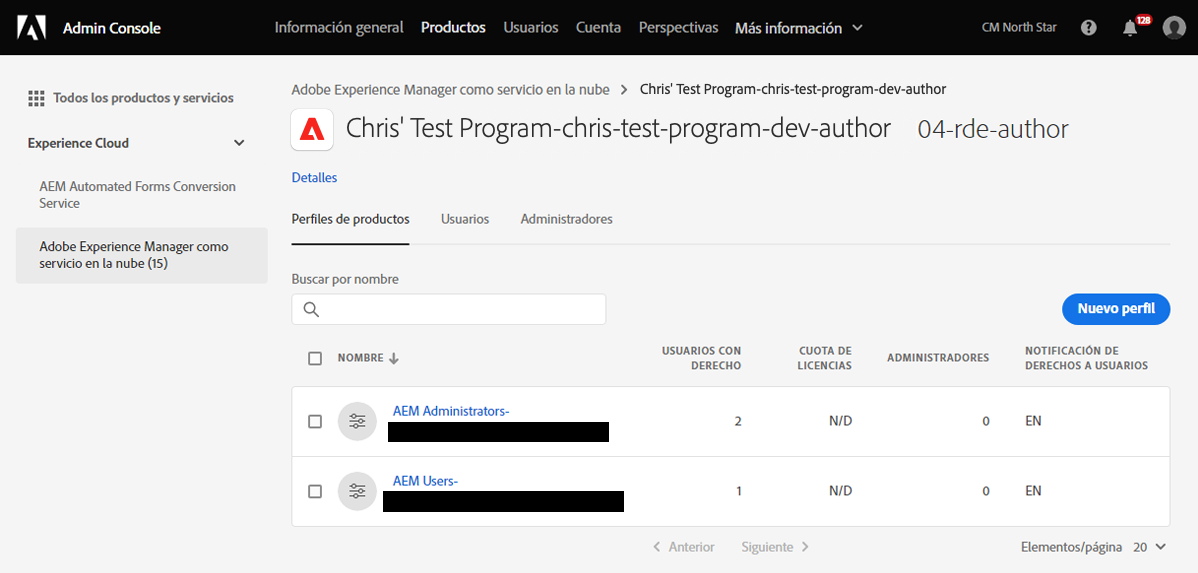 Admin Console
Información general
Productos
Usuarios
Cuenta
Perspectivas
Más información
CM North Star
128
Todos los productos y servicios
Experience Cloud
AEM Automated Forms Conversion
Service
Adobe Experience Manager como
servicio en la nube (15)
Adobe Experience Manager como servicio en la nube > Chris' Test Program-chris-test-program-dev-author
Chris' Test Program-chris-test-program-dev-author 04-rde-author
Detalles
Perfiles de productos
Usuarios
Administradores
Buscar por nombre
Nuevo perfil
NOMBRE
USUARIOS CON
DERECHO
CUOTA DE
LICENCIAS
ADMINISTRADORES
NOTIFICACIÓN DE
DERECHOS A USUARIOS
AEM Administrators-
2
N/D
0
EN
AEM Users-
1
N/D
0
EN
Anterior
Siguiente
Elementos/página 20